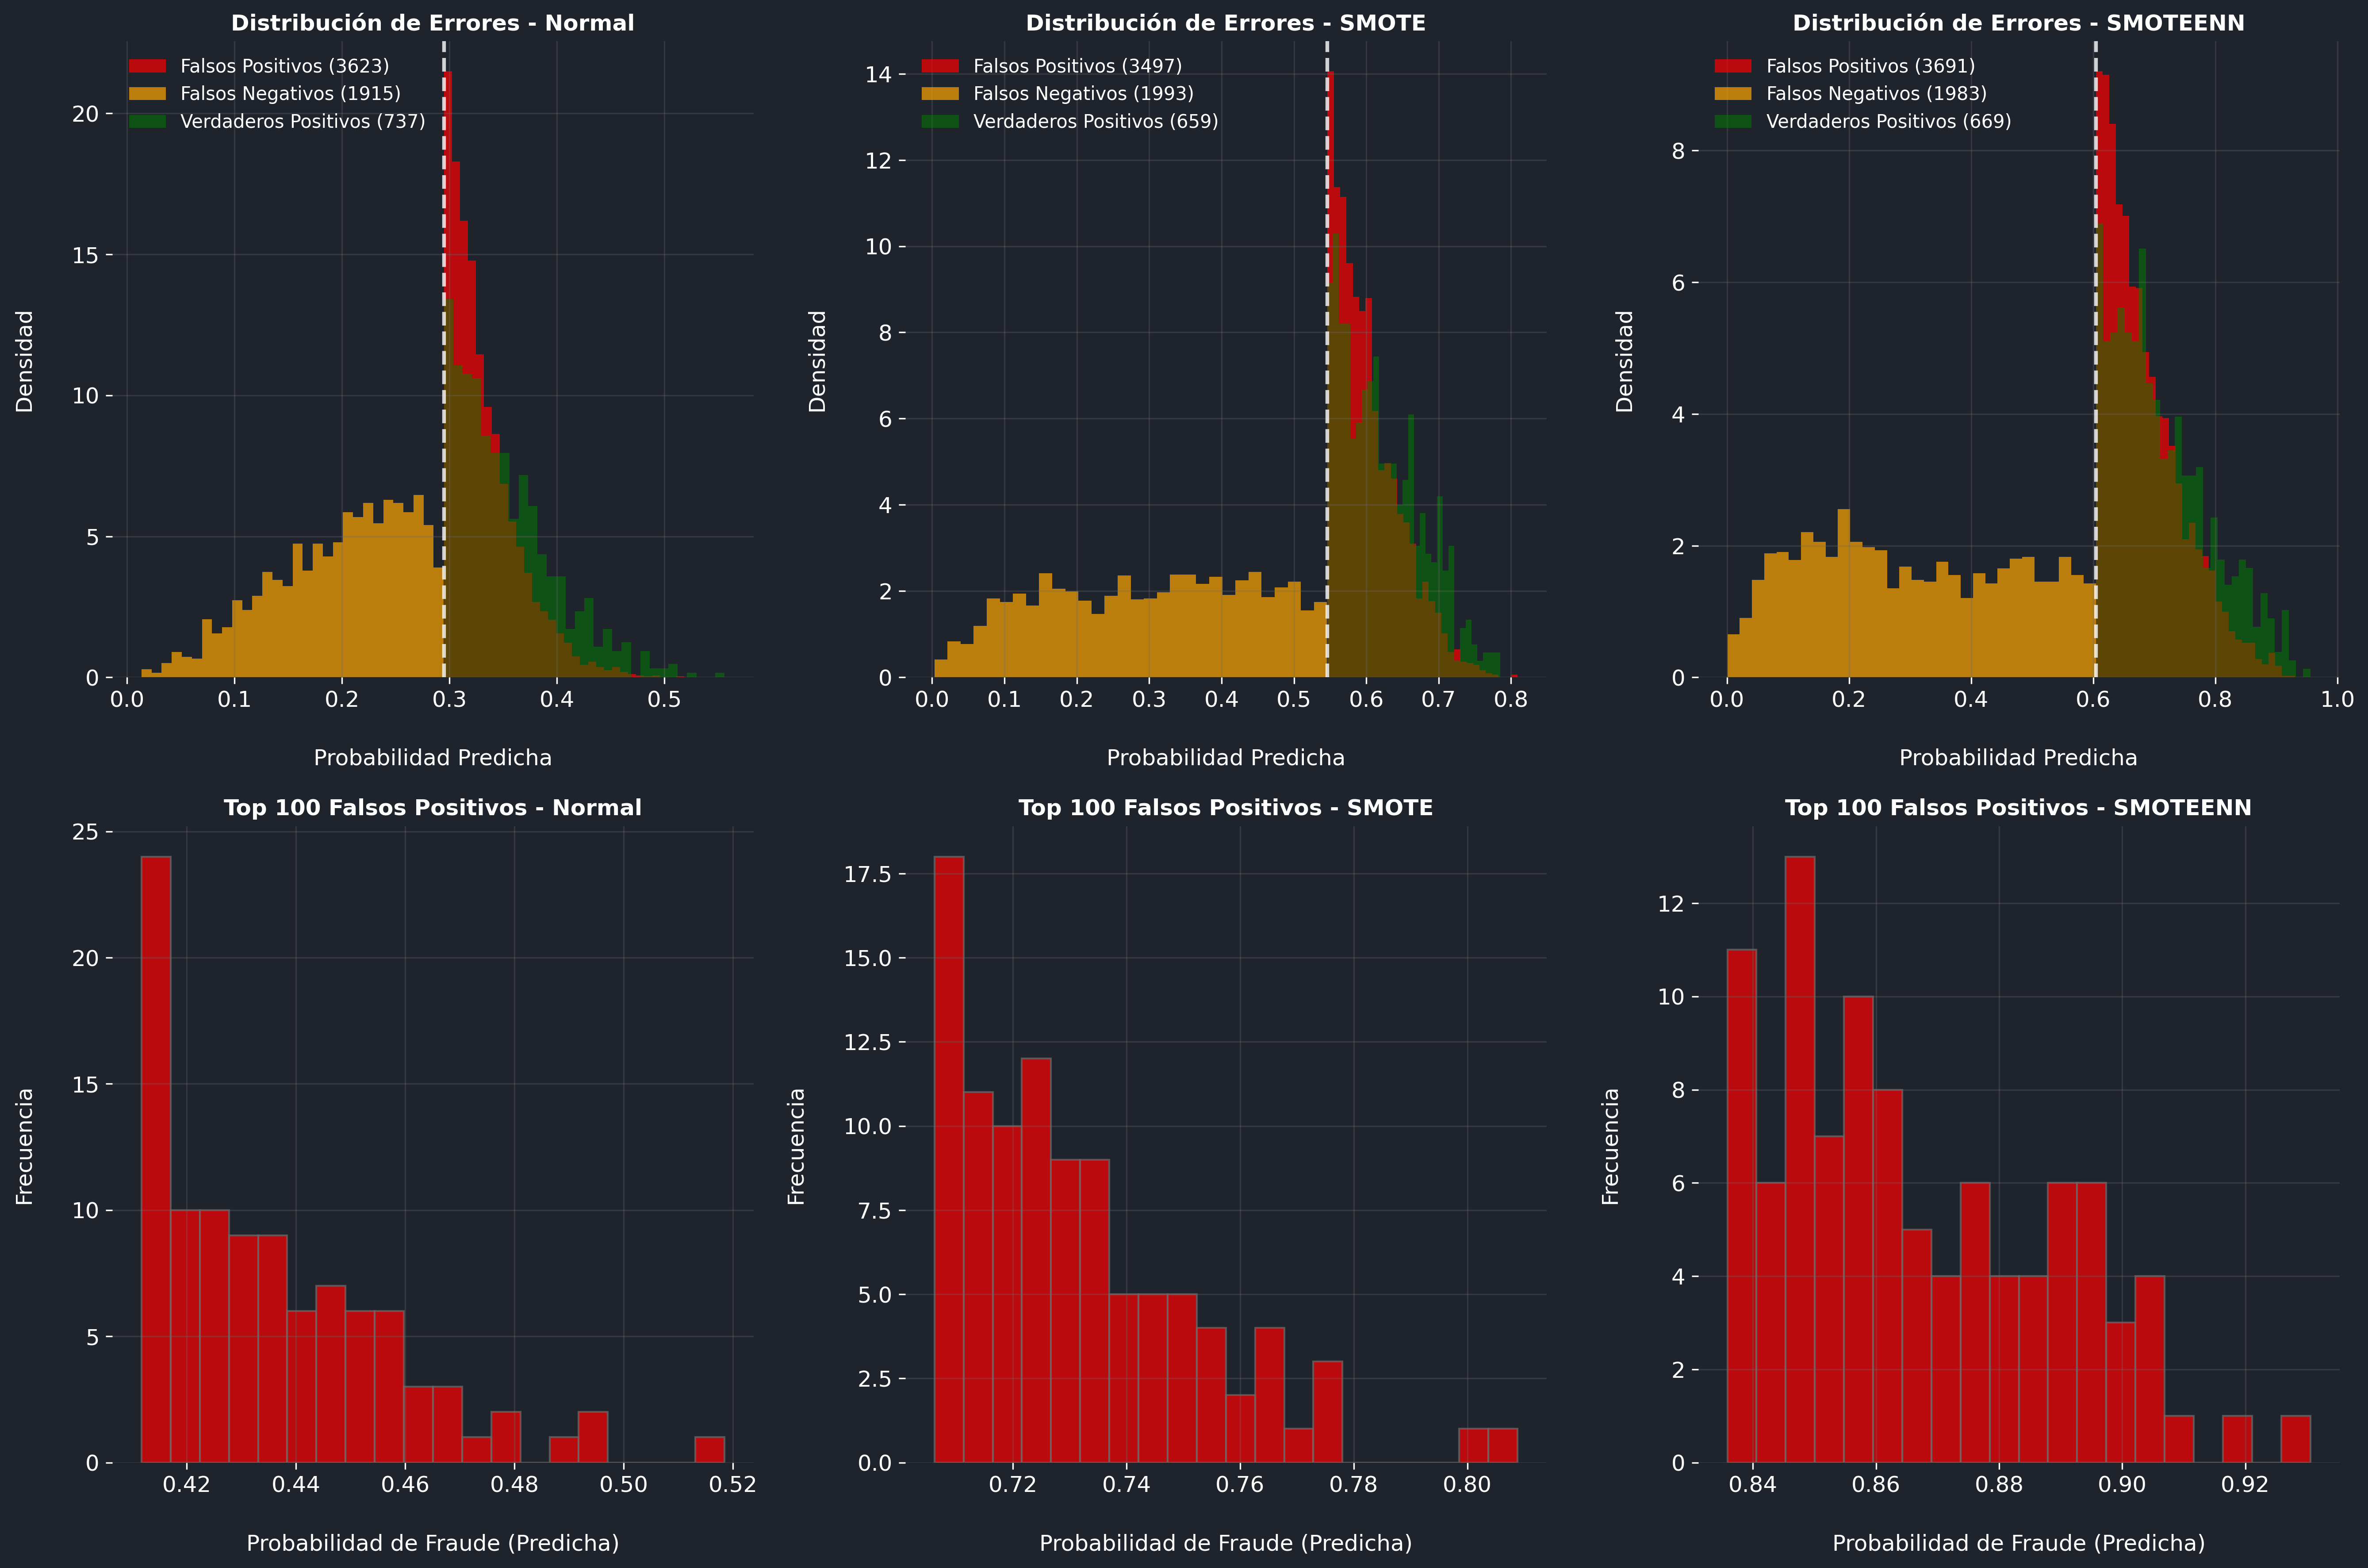 Distribución de Errores - Normal
Falsos Positivos (3623)
Falsos Negativos (1915)
Verdaderos Positivos (737)
Densidad
20
15
10
5
0
0.0 0.1 0.2 0.3 0.4 0.5
Probabilidad Predicha
Distribución de Errores - SMOTE
Falsos Positivos (3497)
Falsos Negativos (1993)
Verdaderos Positivos (659)
Densidad
14
12
10
8
6
4
2
0
0.0 0.1 0.2 0.3 0.4 0.5 0.6 0.7 0.8
Probabilidad Predicha
Distribución de Errores - SMOTEENN
Falsos Positivos (3691)
Falsos Negativos (1983)
Verdaderos Positivos (669)
Densidad
8
6
4
2
0
0.0 0.2 0.4 0.6 0.8 1.0
Probabilidad Predicha
Top 100 Falsos Positivos - Normal
Frecuencia
25
20
15
10
5
0
0.42 0.44 0.46 0.48 0.50 0.52
Probabilidad de Fraude (Predicha)
Top 100 Falsos Positivos - SMOTE
Frecuencia
17.5
15.0
12.5
10.0
7.5
5.0
2.5
0.0
0.72 0.74 0.76 0.78 0.80
Probabilidad de Fraude (Predicha)
Top 100 Falsos Positivos - SMOTEENN
Frecuencia
12
10
8
6
4
2
0
0.84 0.86 0.88 0.90 0.92
Probabilidad de Fraude (Predicha)